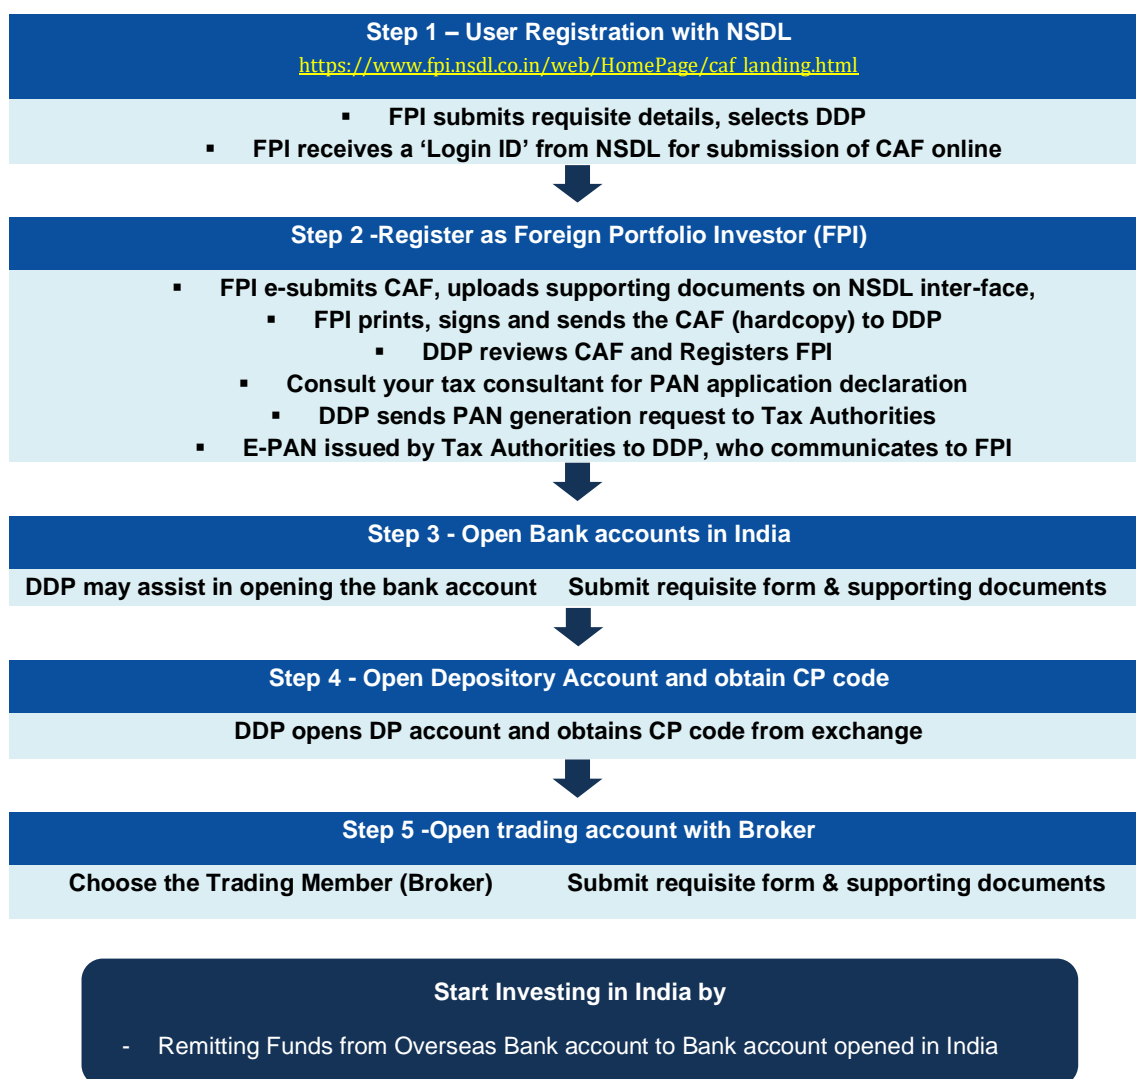 Step 1 – User Registration with NSDL
https://www.fpi.nsdl.co.in/web/HomePage/caf_landing.html
▪ FPI submits requisite details, selects DDP
▪ FPI receives a ‘Login ID’ from NSDL for submission of CAF online
Step 2 -Register as Foreign Portfolio Investor (FPI)
▪ FPI e-submits CAF, uploads supporting documents on NSDL inter-face,
▪ FPI prints, signs and sends the CAF (hardcopy) to DDP
▪ DDP reviews CAF and Registers FPI
▪ Consult your tax consultant for PAN application declaration
▪ DDP sends PAN generation request to Tax Authorities
▪ E-PAN issued by Tax Authorities to DDP, who communicates to FPI
Step 3 - Open Bank accounts in India
DDP may assist in opening the bank account Submit requisite form & supporting documents
Step 4 - Open Depository Account and obtain CP code
DDP opens DP account and obtains CP code from exchange
Step 5 -Open trading account with Broker
Choose the Trading Member (Broker) Submit requisite form & supporting documents
Start Investing in India by
- Remitting Funds from Overseas Bank account to Bank account opened in India